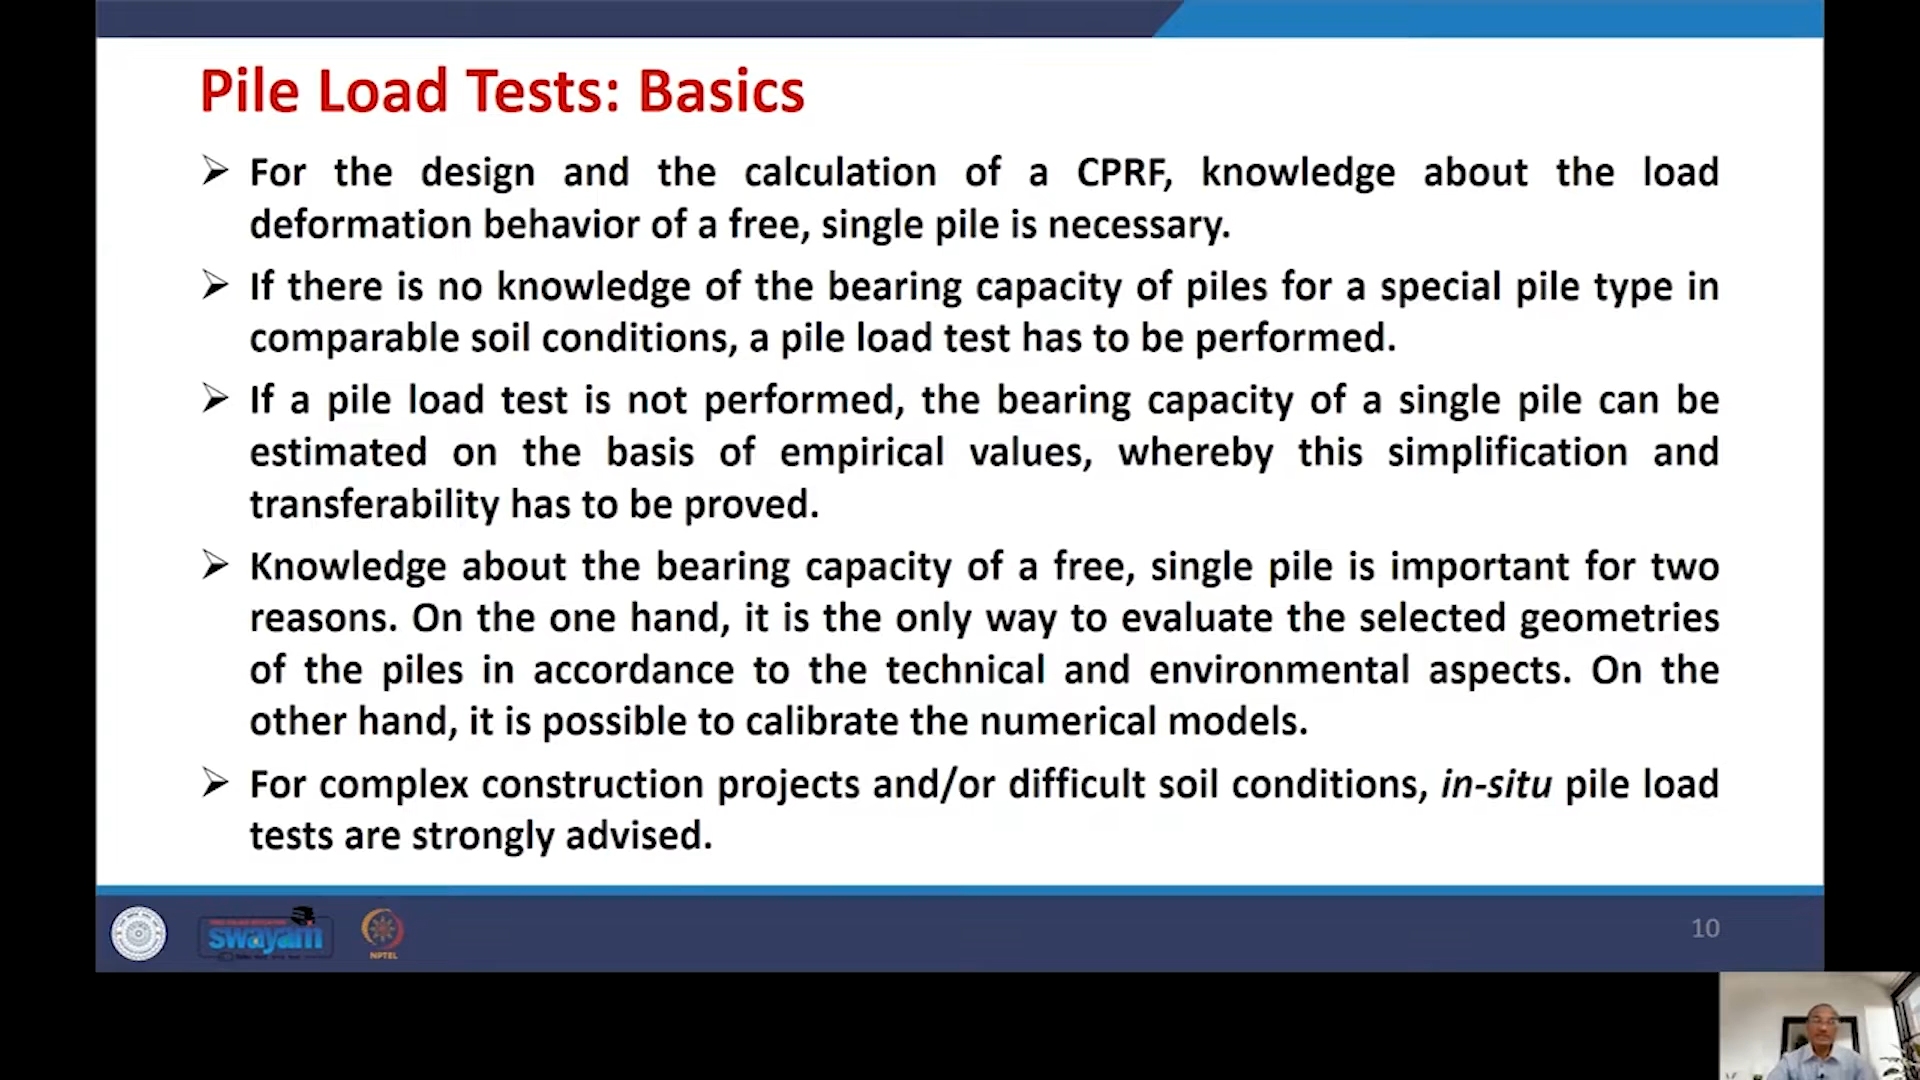 Pile Load Tests: Basics
➢ For the design and the calculation of a CPRF, knowledge about the load
deformation behavior of a free, single pile is necessary.
➢ If there is no knowledge of the bearing capacity of piles for a special pile type in
comparable soil conditions, a pile load test has to be performed.
➢ If a pile load test is not performed, the bearing capacity of a single pile can be
estimated on the basis of empirical values, whereby this simplification and
transferability has to be proved.
➢ Knowledge about the bearing capacity of a free, single pile is important for two
reasons. On the one hand, it is the only way to evaluate the selected geometries
of the piles in accordance to the technical and environmental aspects. On the
other hand, it is possible to calibrate the numerical models.
➢ For complex construction projects and/or difficult soil conditions, in-situ pile load
tests are strongly advised.
swayam
NPTEL
10